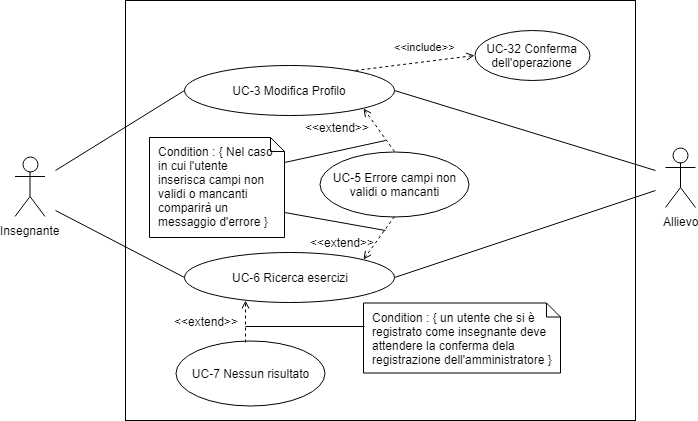 <<include>>
UC-32 Conferma
dell'operazione
UC-3 Modifica Profilo
<<extend>>
Condition : { Nel caso
in cui l'utente
inserisca campi non
validi o mancanti
comparirà un
messaggio d'errore }
UC-5 Errore campi non
validi o mancanti
Insegnante
Allievo
<<extend>>
UC-6 Ricerca esercizi
<<extend>>
Condition : { un utente che si è
registrato come insegnante deve
attendere la conferma dela
registrazione dell'amministratore }
UC-7 Nessun risultato